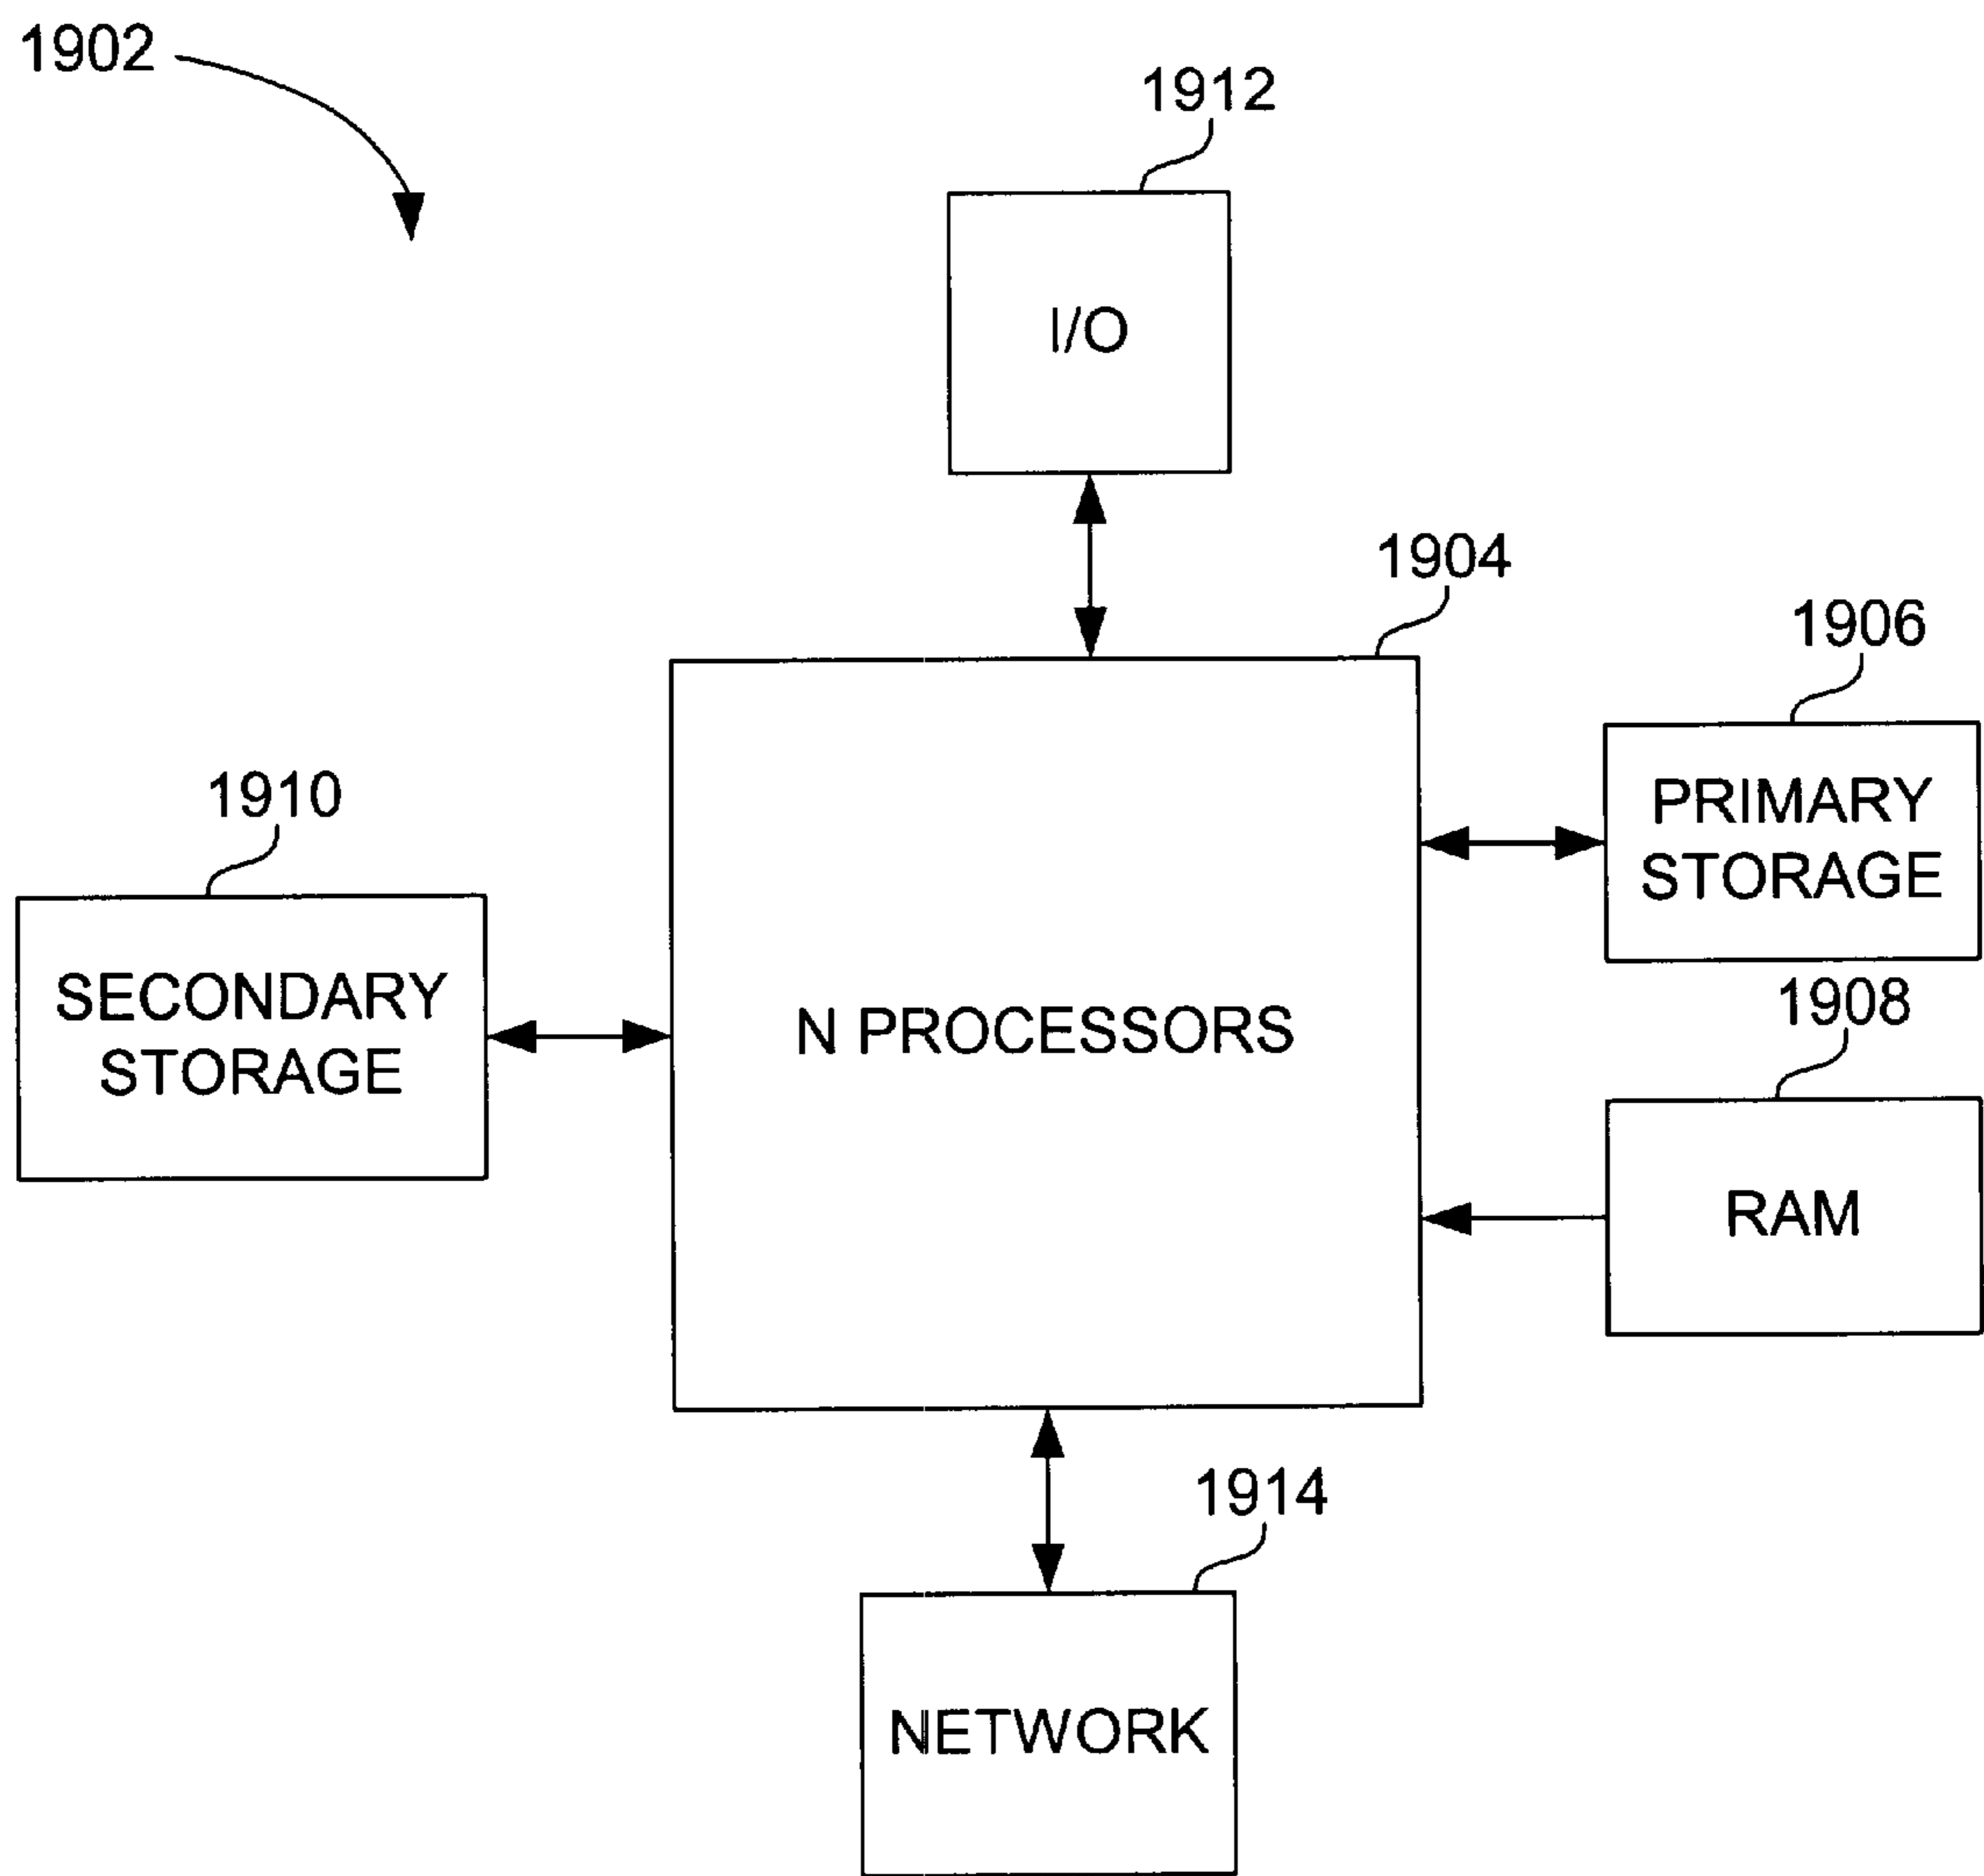 1902
1912
I/O
1904
1906
PRIMARY
STORAGE
1910
SECONDARY
STORAGE
N PROCESSORS
1908
RAM
1914
NETWORK